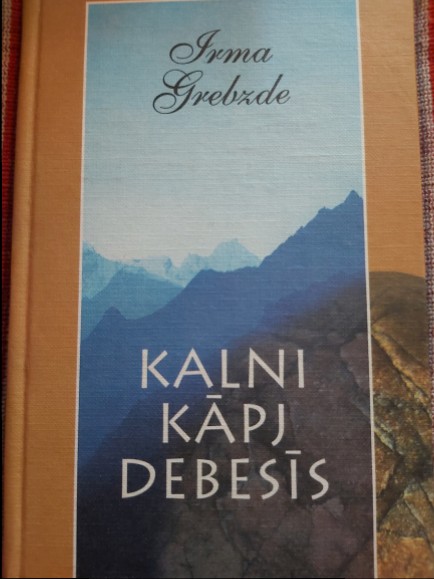 Irma
Grebzde
KALNI
KĀPJ
DEBESĪS